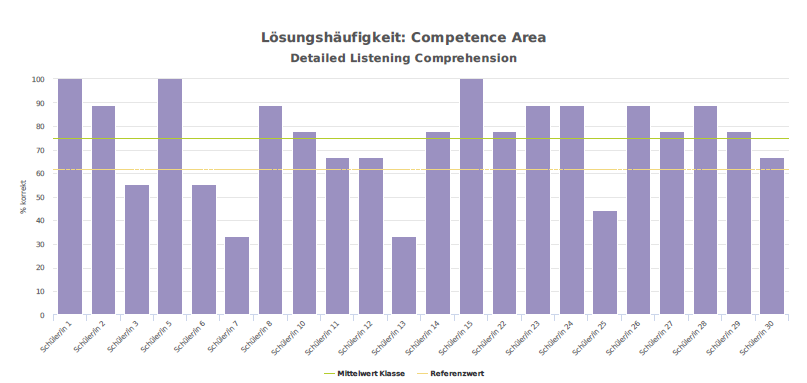 Lösungshäufigkeit: Competence Area
Detailed Listening Comprehension
% korrekt
100
90
80
70
60
50
40
30
20
10
0
Schüler/in 1
Schüler/in 2
Schüler/in 3
Schüler/in 5
Schüler/in 6
Schüler/in 7
Schüler/in 8
Schüler/in 10
Schüler/in 11
Schüler/in 12
Schüler/in 13
Schüler/in 14
Schüler/in 15
Schüler/in 22
Schüler/in 23
Schüler/in 24
Schüler/in 25
Schüler/in 26
Schüler/in 27
Schüler/in 28
Schüler/in 29
Schüler/in 30
Mittelwert Klasse
Referenzwert